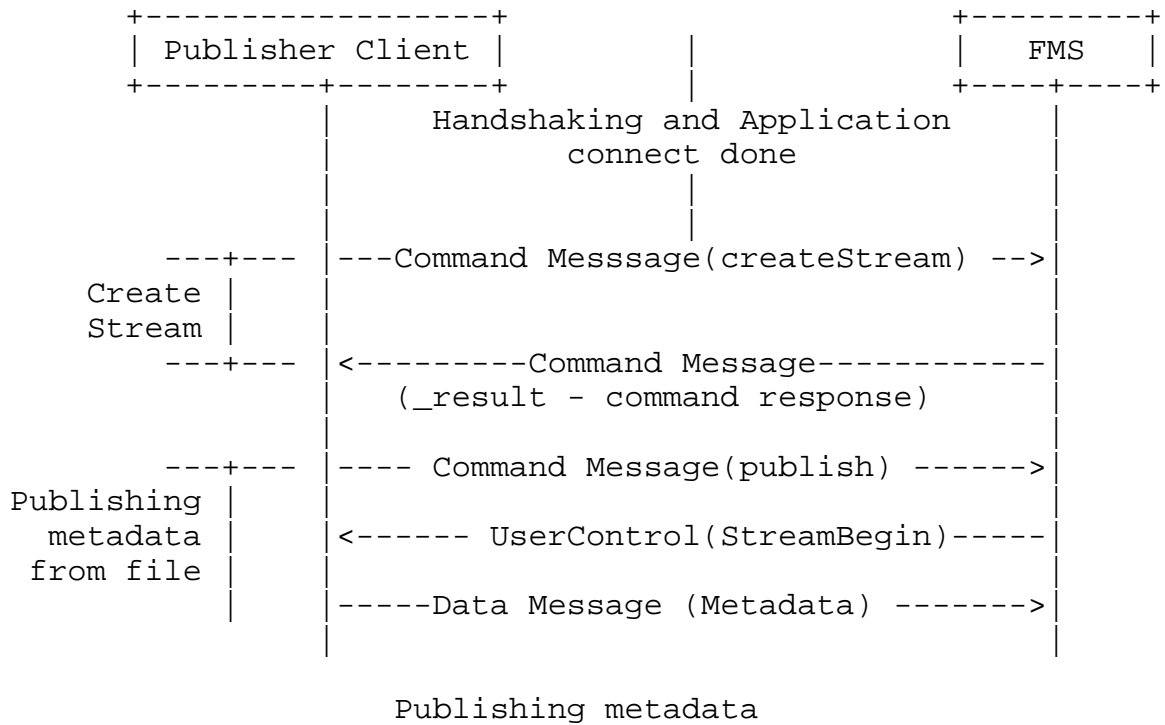 Publisher Client | FMS
Handshaking and Application
connect done
---Command Messsage(createStream) -->
Create
Stream
<---------Command Message------------
(_result - command response)
---- Command Message(publish) ------>
Publishing
metadata
<------ UserControl(StreamBegin)-----
from file
-----Data Message (Metadata) ------->
Publishing metadata